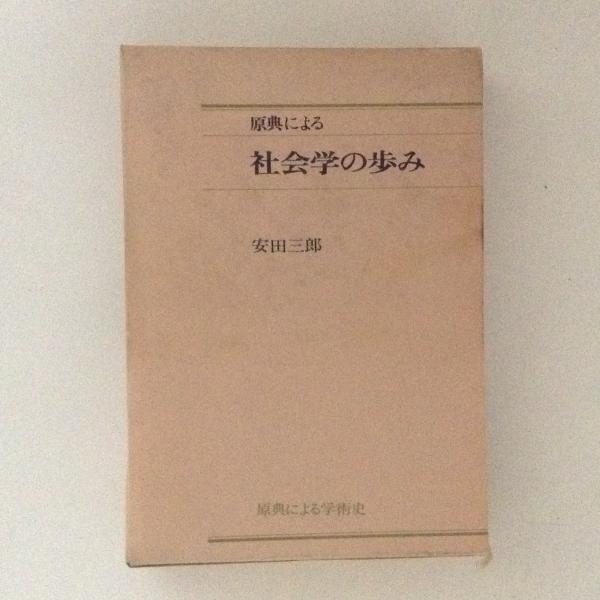 原典による
社会学の歩み
安田三郎
原典による学術史